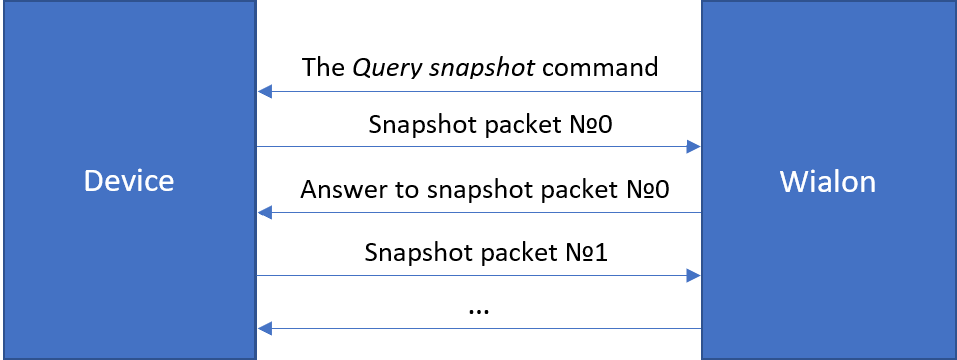 The Query snapshot command
Snapshot packet №0
Device
Wialon
Answer to snapshot packet №0
Snapshot packet №1
...